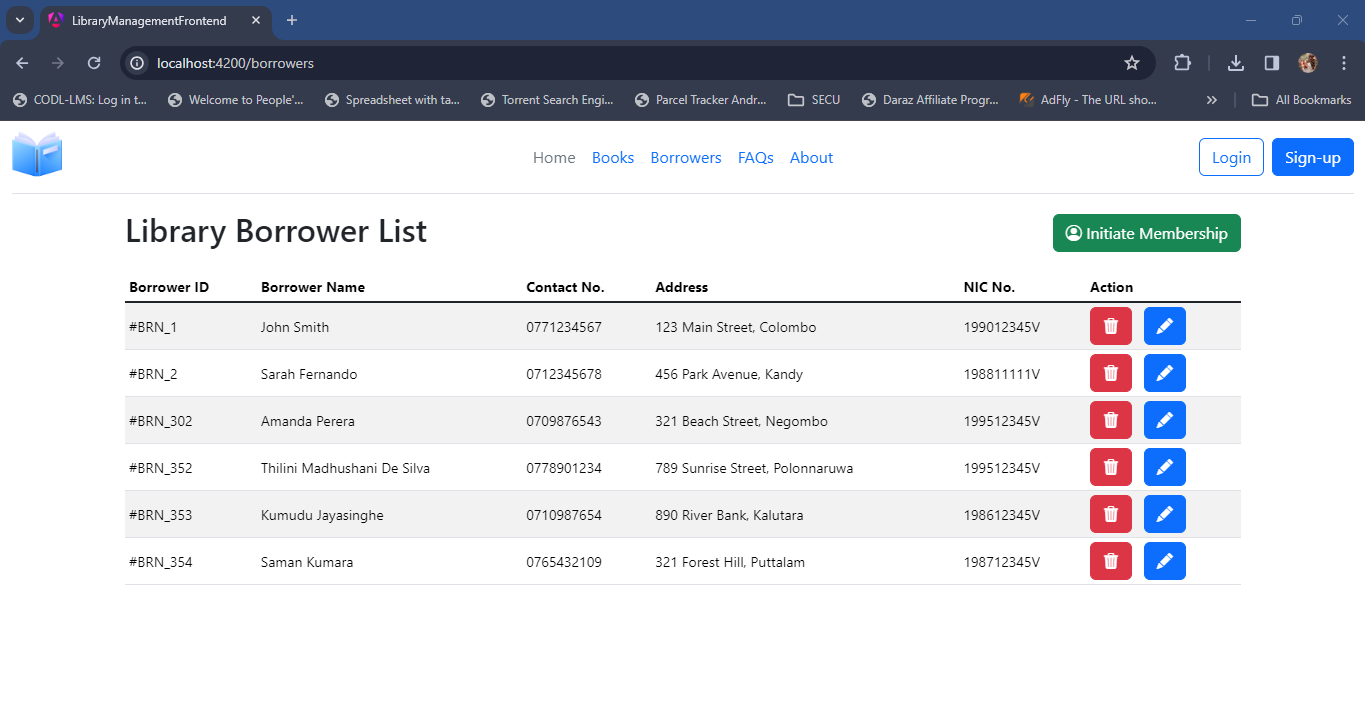 LibraryManagementFrontend
localhost:4200/borrowers
CODL-LMS: Log in t... Welcome to People'... Spreadsheet with ta... Torrent Search Engi... Parcel Tracker Andr... SECU Daraz Affiliate Progr... AdFly - The URL sho... » All Bookmarks
Home Books Borrowers FAQs About Login Sign-up
Library Borrower List Initiate Membership
Borrower ID Borrower Name Contact No. Address NIC No. Action
#BRN_1 John Smith 0771234567 123 Main Street, Colombo 199012345V
#BRN_2 Sarah Fernando 0712345678 456 Park Avenue, Kandy 198811111V
#BRN_302 Amanda Perera 0709876543 321 Beach Street, Negombo 199512345V
#BRN_352 Thilini Madhushani De Silva 0778901234 789 Sunrise Street, Polonnaruwa 199512345V
#BRN_353 Kumudu Jayasinghe 0710987654 890 River Bank, Kalutara 198612345V
#BRN_354 Saman Kumara 0765432109 321 Forest Hill, Puttalam 198712345V